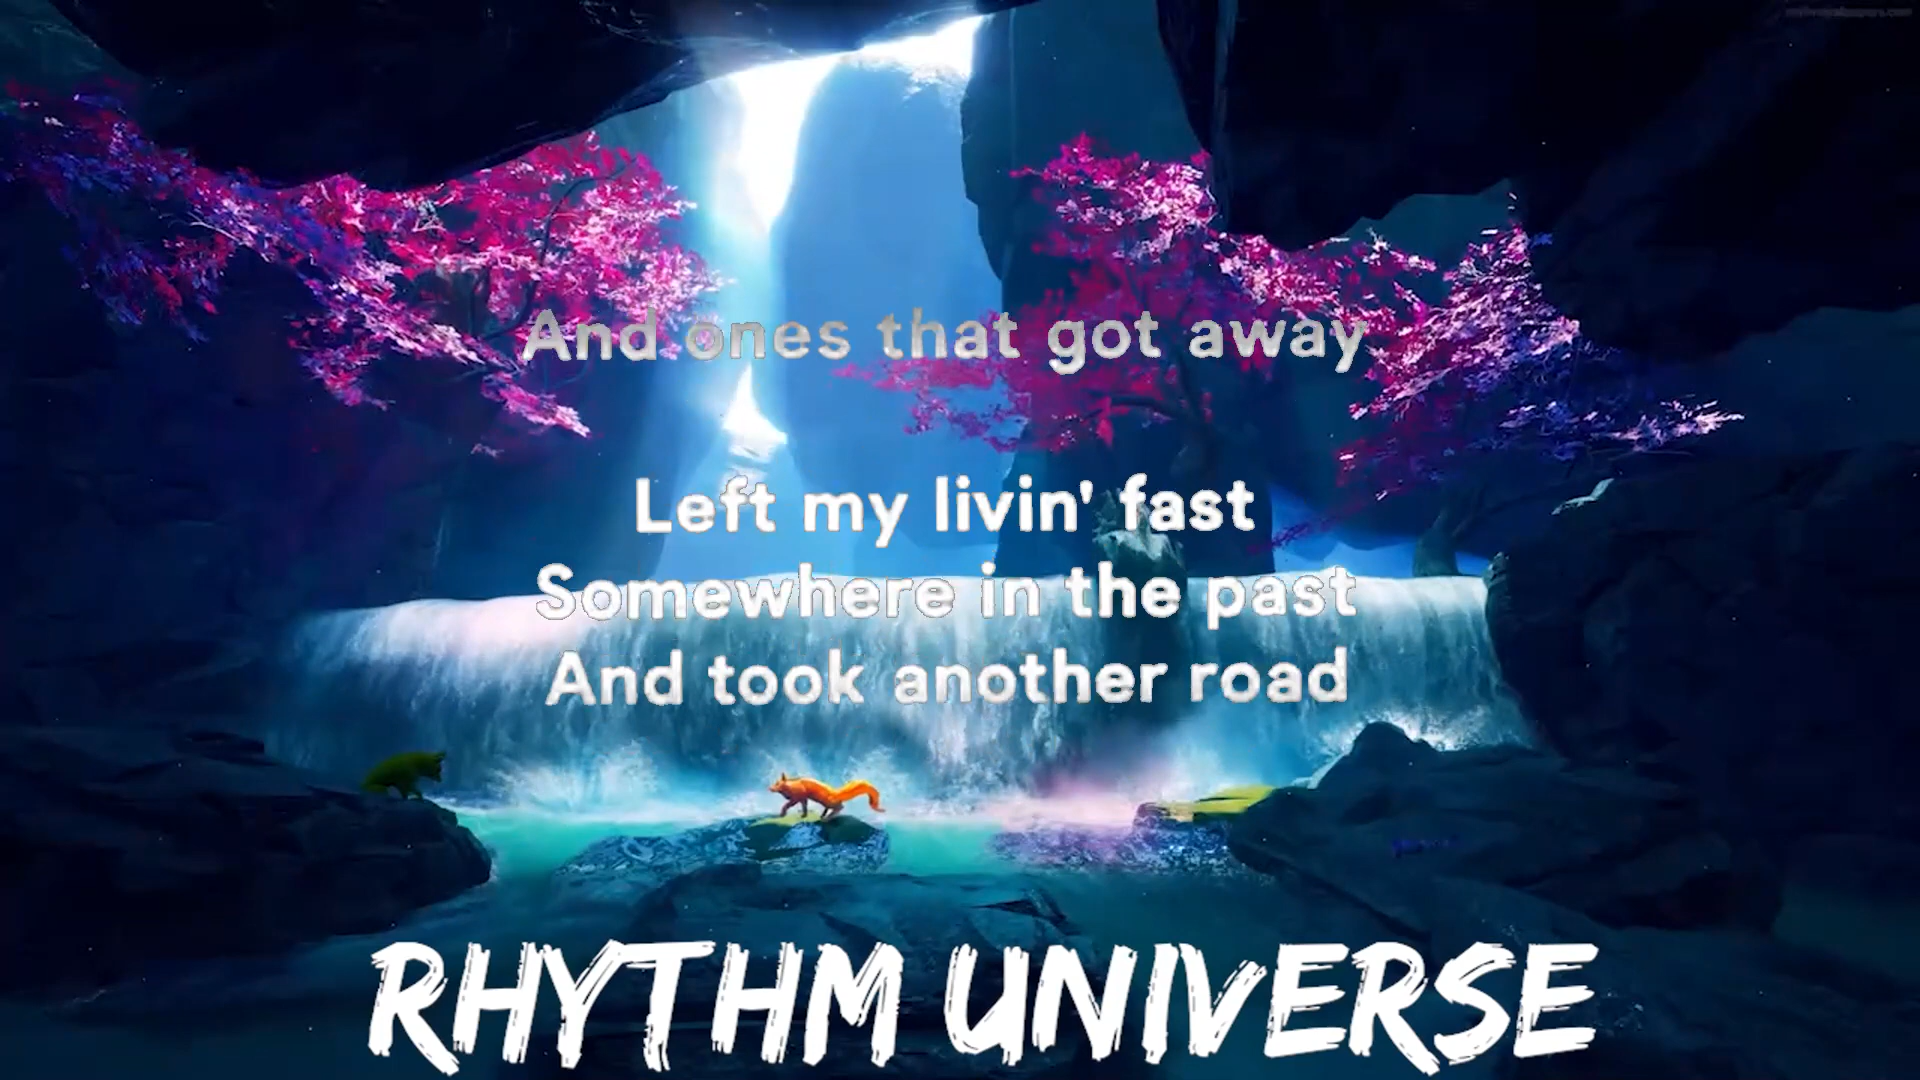 And ones that got away
Left my livin' fast
Somewhere in the past
And took another road
RHYTHM UNIVERSE